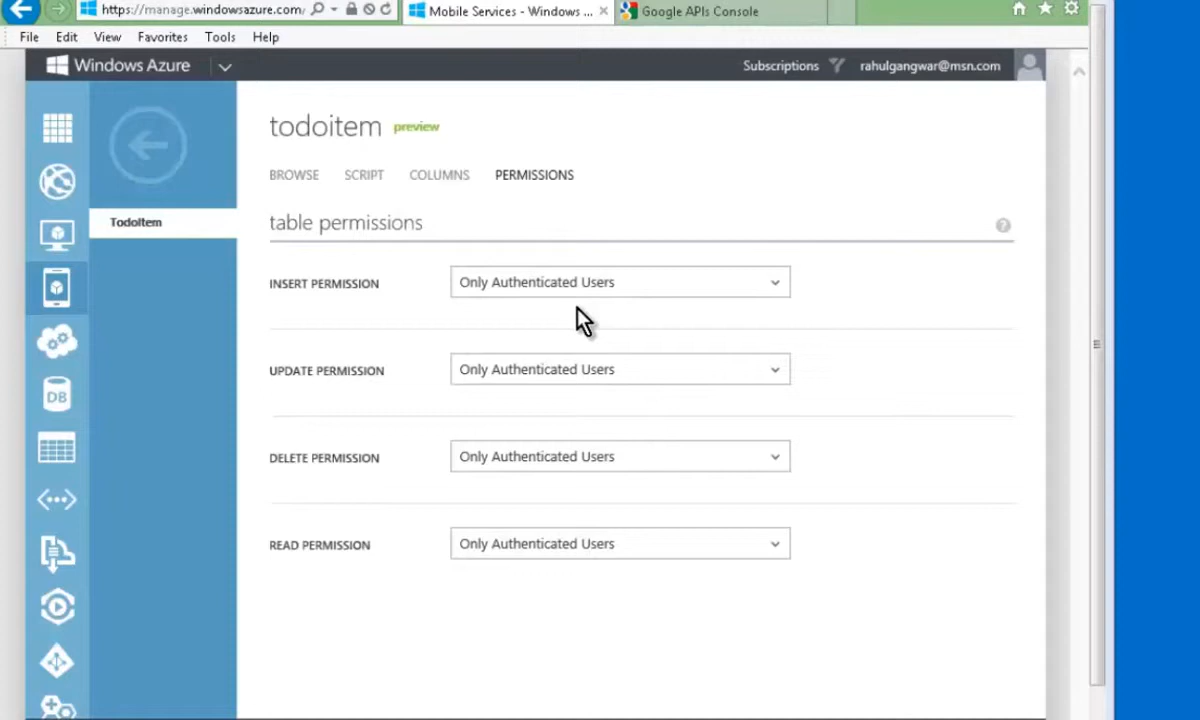 https://manage.windowsazure.com/
Mobile Services - Windows ...
Google APIs Console
File Edit View Favorites Tools Help
Windows Azure
Subscriptions
rahulgangwar@msn.com
todoitem preview
BROWSE SCRIPT COLUMNS PERMISSIONS
TodoItem
table permissions
?
INSERT PERMISSION Only Authenticated Users
UPDATE PERMISSION Only Authenticated Users
DELETE PERMISSION Only Authenticated Users
DB
READ PERMISSION Only Authenticated Users